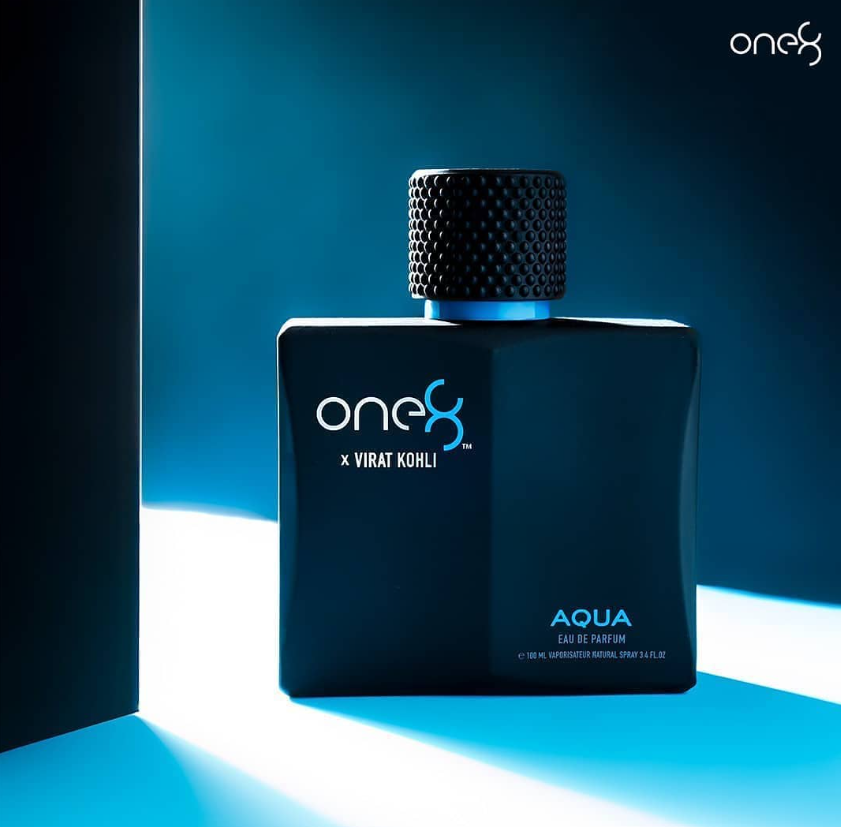 one8
one8™
x VIRAT KOHLI
AQUA
EAU DE PARFUM
℮ 100 ML VAPORISATEUR NATURAL SPRAY 3.4 FL.OZ